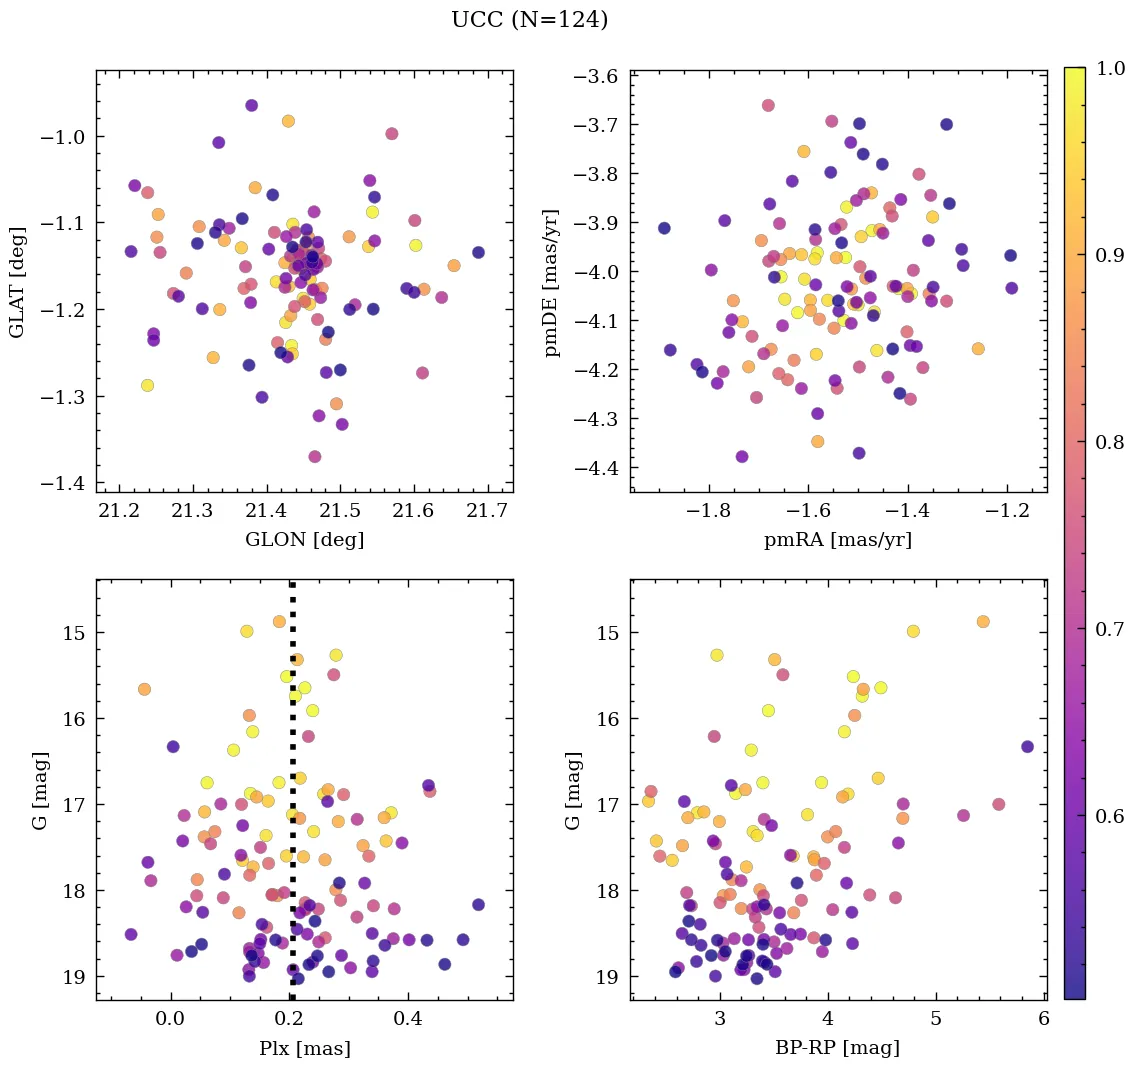 UCC (N=124)
−1.0
−1.1
−1.2
−1.3
−1.4
GLAT [deg]
21.2 21.3 21.4 21.5 21.6 21.7
GLON [deg]
−3.6
−3.7
−3.8
−3.9
−4.0
−4.1
−4.2
−4.3
−4.4
pmDE [mas/yr]
−1.8 −1.6 −1.4 −1.2
pmRA [mas/yr]
1.0
0.9
0.8
0.7
0.6
15
16
17
18
19
G [mag]
0.0 0.2 0.4
Plx [mas]
15
16
17
18
19
G [mag]
3 4 5 6
BP-RP [mag]